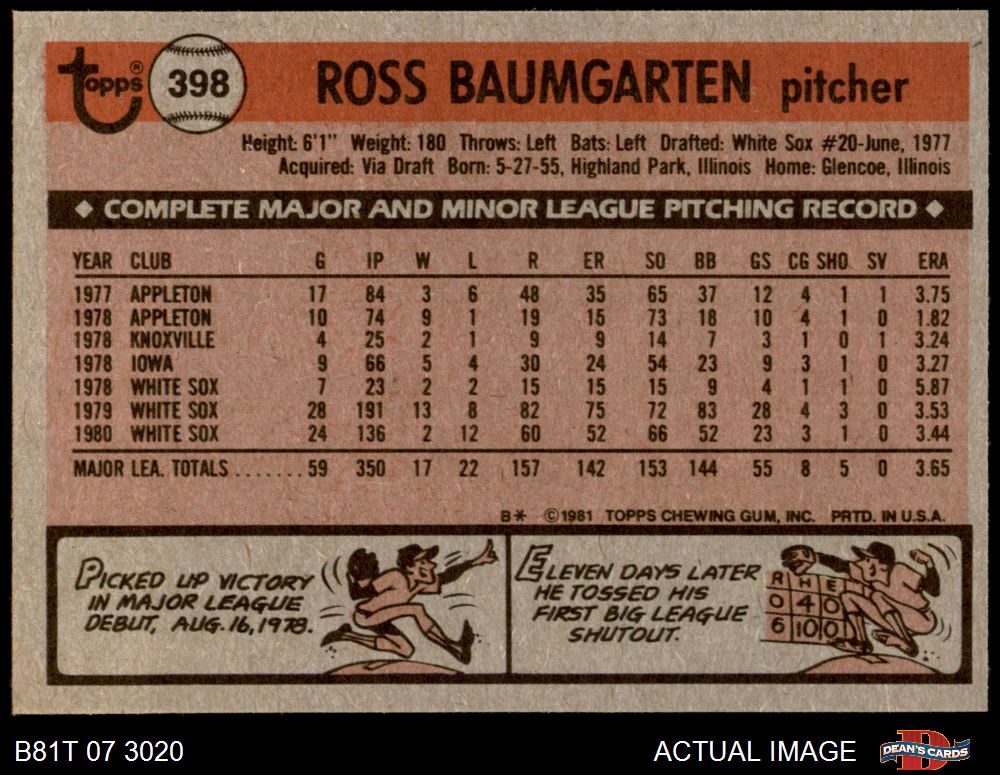 topps® 398 ROSS BAUMGARTEN pitcher
Height: 6'1" Weight: 180 Throws: Left Bats: Left Drafted: White Sox #20-June, 1977
Acquired: Via Draft Born: 5-27-55, Highland Park, Illinois Home: Glencoe, Illinois
◆ COMPLETE MAJOR AND MINOR LEAGUE PITCHING RECORD ◆
YEAR CLUB G IP W L R ER SO BB GS CG SHO SV ERA
1977 APPLETON 17 84 3 6 48 35 65 37 12 4 1 1 3.75
1978 APPLETON 10 74 9 1 19 15 73 18 10 4 1 0 1.82
1978 KNOXVILLE 4 25 2 1 9 9 14 7 3 1 0 1 3.24
1978 IOWA 9 66 5 4 30 24 54 23 9 3 1 0 3.27
1978 WHITE SOX 7 23 2 2 15 15 15 9 4 1 1 0 5.87
1979 WHITE SOX 28 191 13 8 82 75 72 83 28 4 3 0 3.53
1980 WHITE SOX 24 136 2 12 60 52 66 52 23 3 1 0 3.44
MAJOR LEA. TOTALS ....... 59 350 17 22 157 142 153 144 55 8 5 0 3.65
B* ©1981 TOPPS CHEWING GUM, INC. PRTD. IN U.S.A.
PICKED UP VICTORY
IN MAJOR LEAGUE
DEBUT, AUG. 16, 1978.
ELEVEN DAYS LATER
HE TOSSED HIS
FIRST BIG LEAGUE
SHUTOUT.
R H E
0 4 0
6 10 0
B81T 07 3020 ACTUAL IMAGE DEAN'S CARDS